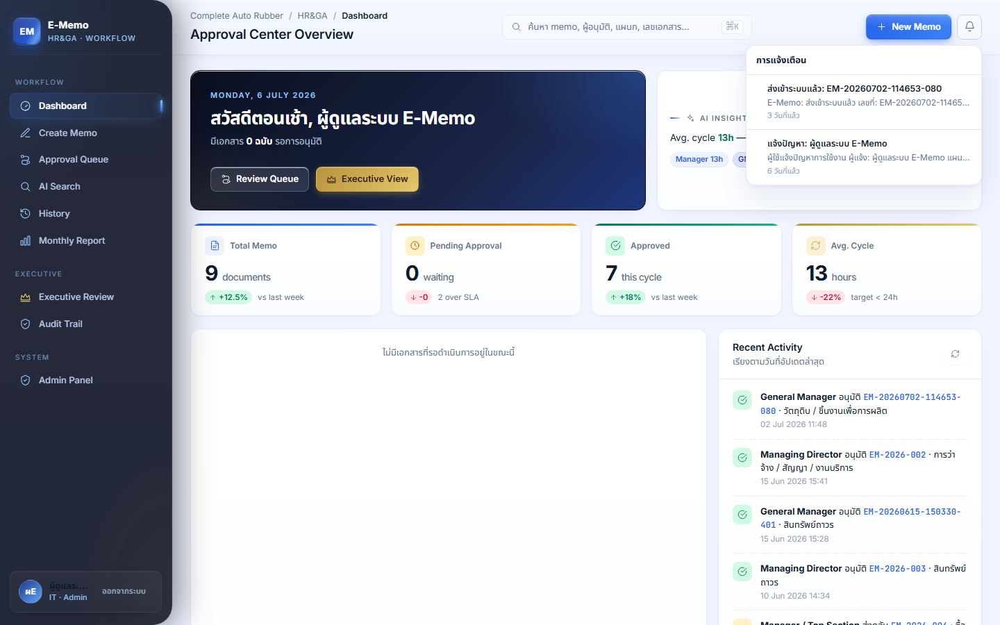 EM
E-Memo
HR&GA · WORKFLOW
WORKFLOW
Dashboard
Create Memo
Approval Queue
AI Search
History
Monthly Report
EXECUTIVE
Executive Review
Audit Trail
SYSTEM
Admin Panel
ผE
ผู้ดูแลระ...
IT · Admin
ออกจากระบบ
Complete Auto Rubber / HR&GA / Dashboard
Approval Center Overview
ค้นหา memo, ผู้อนุมัติ, แผนก, เลขเอกสาร...
⌘K
New Memo
การแจ้งเตือน
ส่งเข้าระบบแล้ว: EM-20260702-114653-080
E-Memo: ส่งเข้าระบบแล้ว เลขที่: EM-20260702-11465...
3 วันที่แล้ว
แจ้งปัญหา: ผู้ดูแลระบบ E-Memo
ผู้ใช้แจ้งปัญหาการใช้งาน ผู้แจ้ง: ผู้ดูแลระบบ E-Memo แผน...
6 วันที่แล้ว
MONDAY, 6 JULY 2026
สวัสดีตอนเช้า, ผู้ดูแลระบบ E-Memo
มีเอกสาร 0 ฉบับ รอการอนุมัติ
Review Queue
Executive View
AI INSIGHT
Avg. cycle 13h —
Manager 13h
Total Memo
9 documents
+12.5% vs last week
Pending Approval
0 waiting
-0 2 over SLA
Approved
7 this cycle
+18% vs last week
Avg. Cycle
13 hours
-22% target < 24h
ไม่มีเอกสารที่รอดำเนินการอยู่ในขณะนี้
Recent Activity
เรียงตามวันที่อัปเดตล่าสุด
General Manager อนุมัติ EM-20260702-114653-
080 · วัตถุดิบ / ชิ้นงานเพื่อการผลิต
02 Jul 2026 11:48
Managing Director อนุมัติ EM-2026-002 · การว่า
จ้าง / สัญญา / งานบริการ
15 Jun 2026 15:41
General Manager อนุมัติ EM-20260615-150330-
401 · สินทรัพย์ถาวร
15 Jun 2026 15:28
Managing Director อนุมัติ EM-2026-003 · สินทรัพย์
ถาวร
10 Jun 2026 14:34